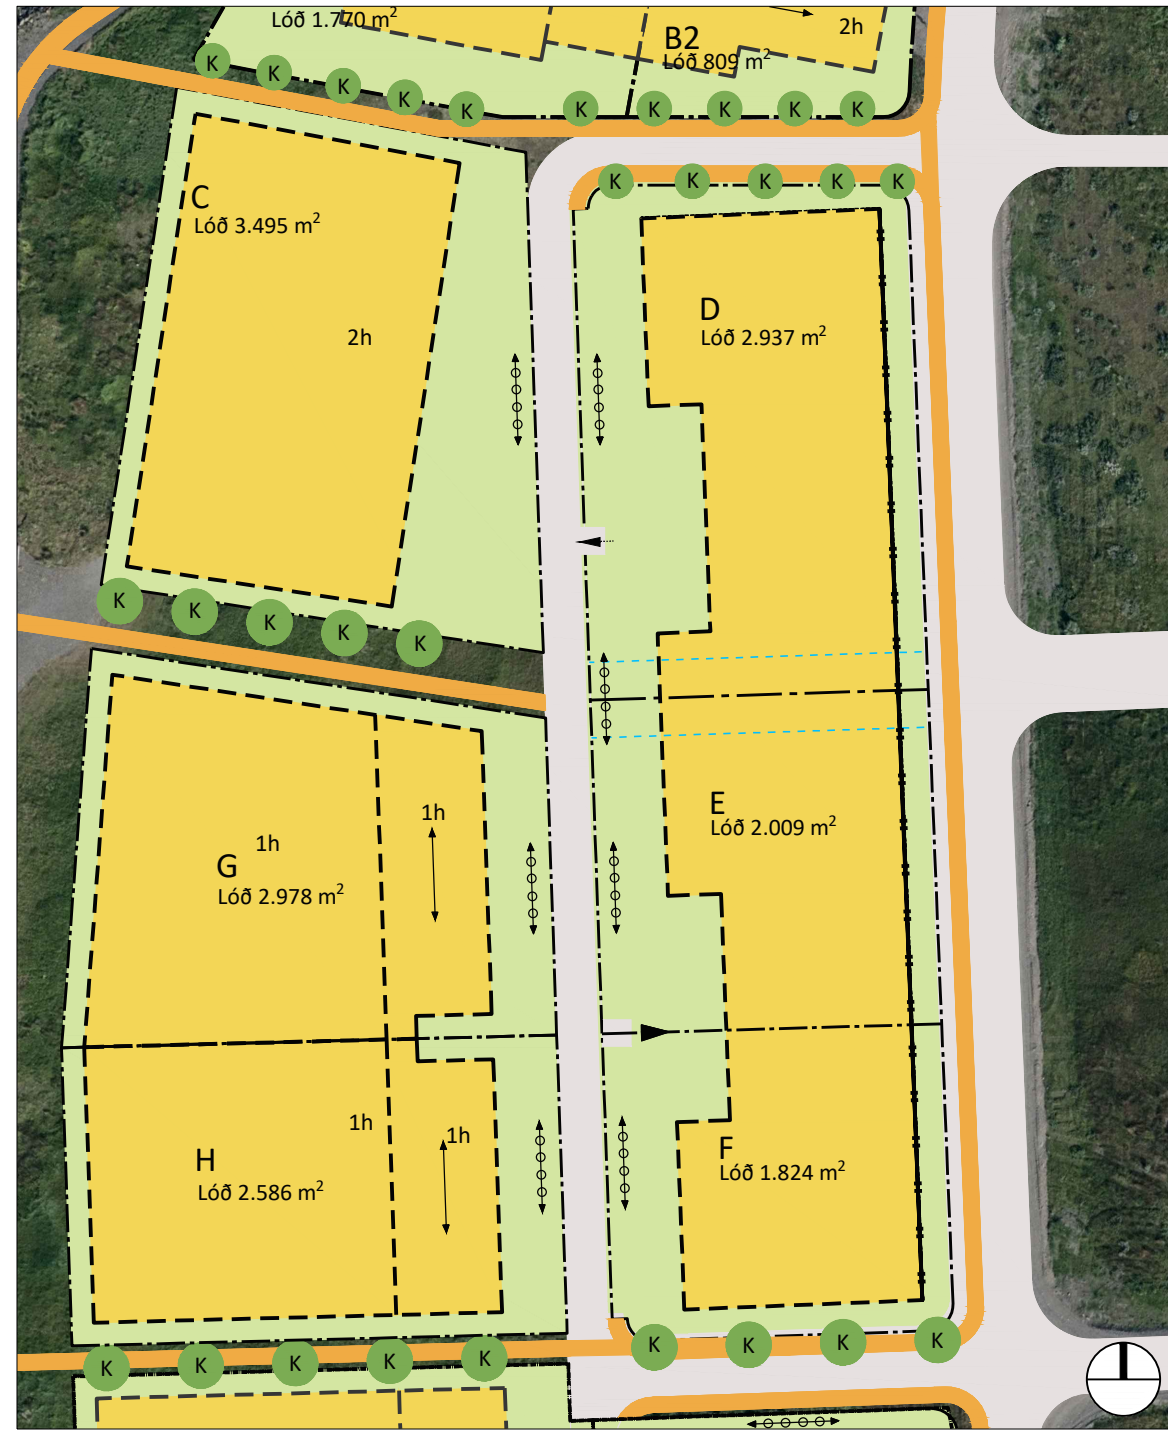 Lóð 1.770 m²
B2
Lóð 809 m²
2h
K K K K K K K K K K
K K K K K
C
Lóð 3.495 m²
2h
D
Lóð 2.937 m²
K K K K K
G
1h
Lóð 2.978 m²
1h
E
Lóð 2.009 m²
H
Lóð 2.586 m²
1h
1h
F
Lóð 1.824 m²
K K K K K K K K K